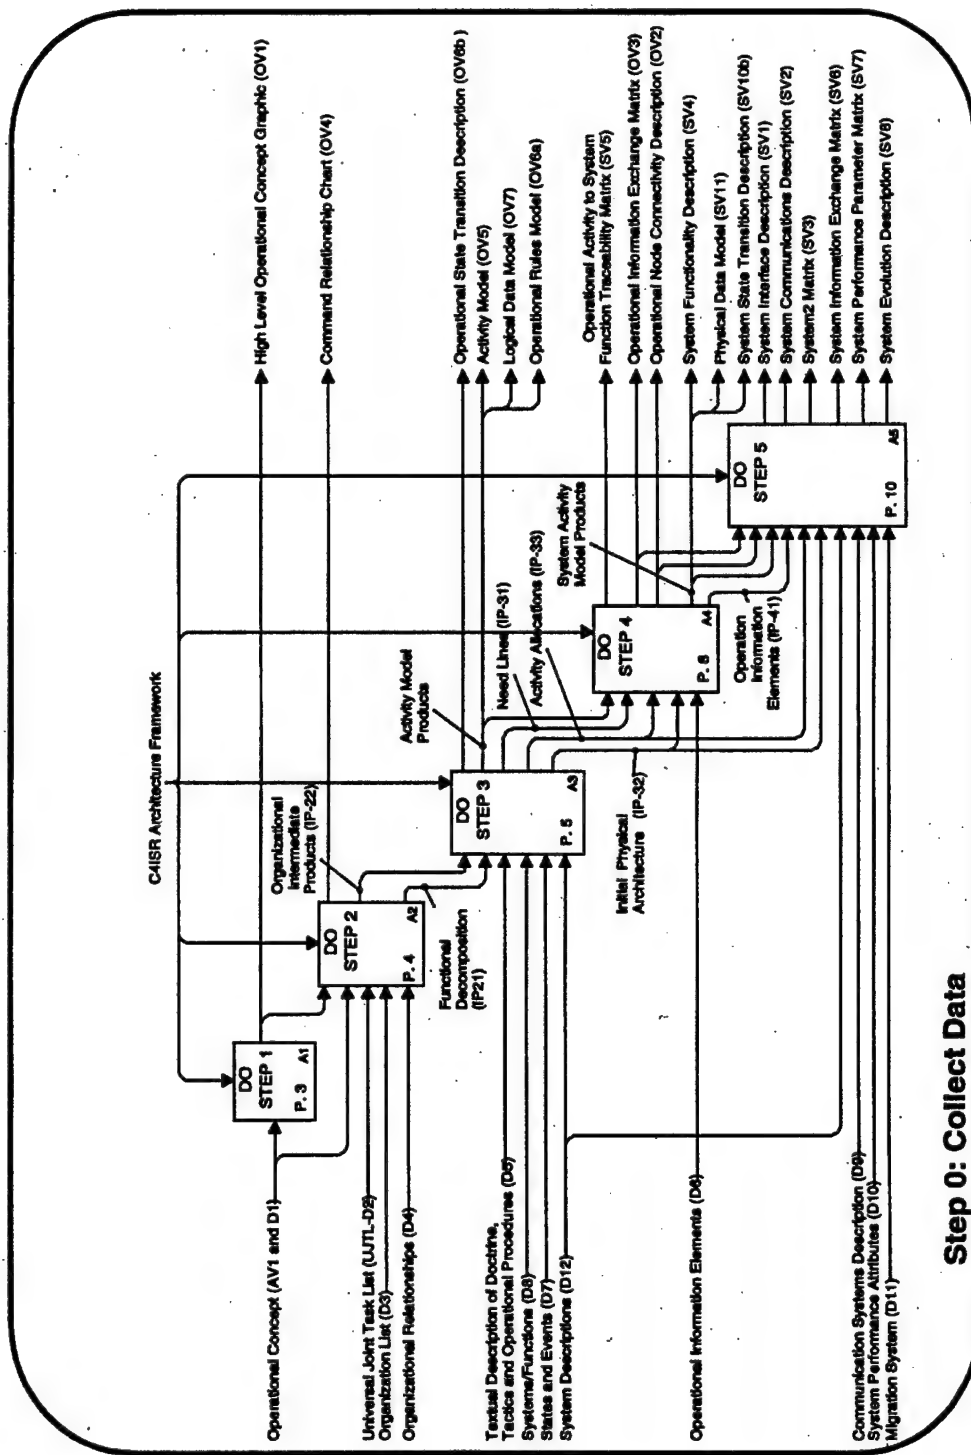 C4ISR Architecture Framework
High Level Operational Concept Graphic (OV1)
Command Relationship Chart (OV4)
Operational State Transition Description (OV6b)
Activity Model (OV5)
Logical Data Model (OV7)
Operational Rules Model (OV6a)
Operational Activity to System
Function Traceability Matrix (SV5)
Operational Information Exchange Matrix (OV3)
Operational Node Connectivity Description (OV2)
System Functionality Description (SV4)
Physical Data Model (SV11)
System State Transition Description (SV10b)
System Interface Description (SV1)
System Communications Description (SV2)
System2 Matrix (SV3)
System Information Exchange Matrix (SV6)
System Performance Parameter Matrix (SV7)
System Evolution Description (SV8)
DO
STEP 1
P. 3
A1
DO
STEP 2
P. 4
A2
DO
STEP 3
P. 5
A3
DO
STEP 4
P. 8
A4
DO
STEP 5
P. 10
A5
Organizational
Intermediate
Products (IP-22)
Functional
Decomposition
(IP21)
Activity Model
Products
Need Lines (IP-31)
Activity Allocations (IP-33)
Initial Physical
Architecture (IP-32)
System Activity
Model Products
Operation
Information
Elements (IP-41)
Operational Concept (AV1 and D1)
Universal Joint Task List (UJTL-D2)
Organization List (D3)
Organizational Relationships (D4)
Textual Description of Doctrine,
Tactics and Operational Procedures (D5)
Systems/Functions (D8)
States and Events (D7)
System Descriptions (D12)
Operational Information Elements (D6)
Communication Systems Description (D9)
System Performance Attributes (D10)
Migration System (D11)
Step 0: Collect Data